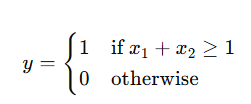 y = { 1 if x₁ + x₂ ≥ 1
0 otherwise